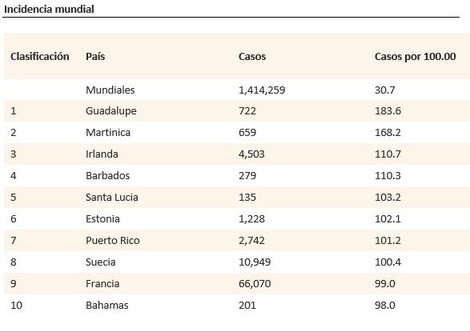 Incidencia mundial
Clasificación País Casos Casos por 100.00
Mundiales 1,414,259 30.7
1 Guadalupe 722 183.6
2 Martinica 659 168.2
3 Irlanda 4,503 110.7
4 Barbados 279 110.3
5 Santa Lucia 135 103.2
6 Estonia 1,228 102.1
7 Puerto Rico 2,742 101.2
8 Suecia 10,949 100.4
9 Francia 66,070 99.0
10 Bahamas 201 98.0